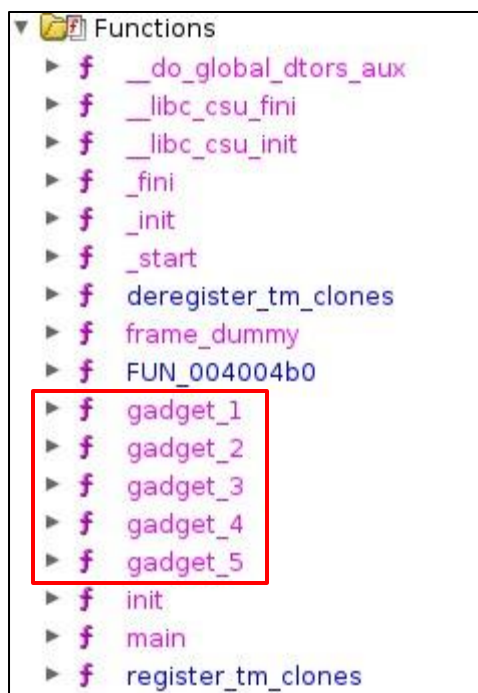 Functions
f __do_global_dtors_aux
f __libc_csu_fini
f __libc_csu_init
f _fini
f _init
f _start
f deregister_tm_clones
f frame_dummy
f FUN_004004b0
f gadget_1
f gadget_2
f gadget_3
f gadget_4
f gadget_5
f init
f main
f register_tm_clones